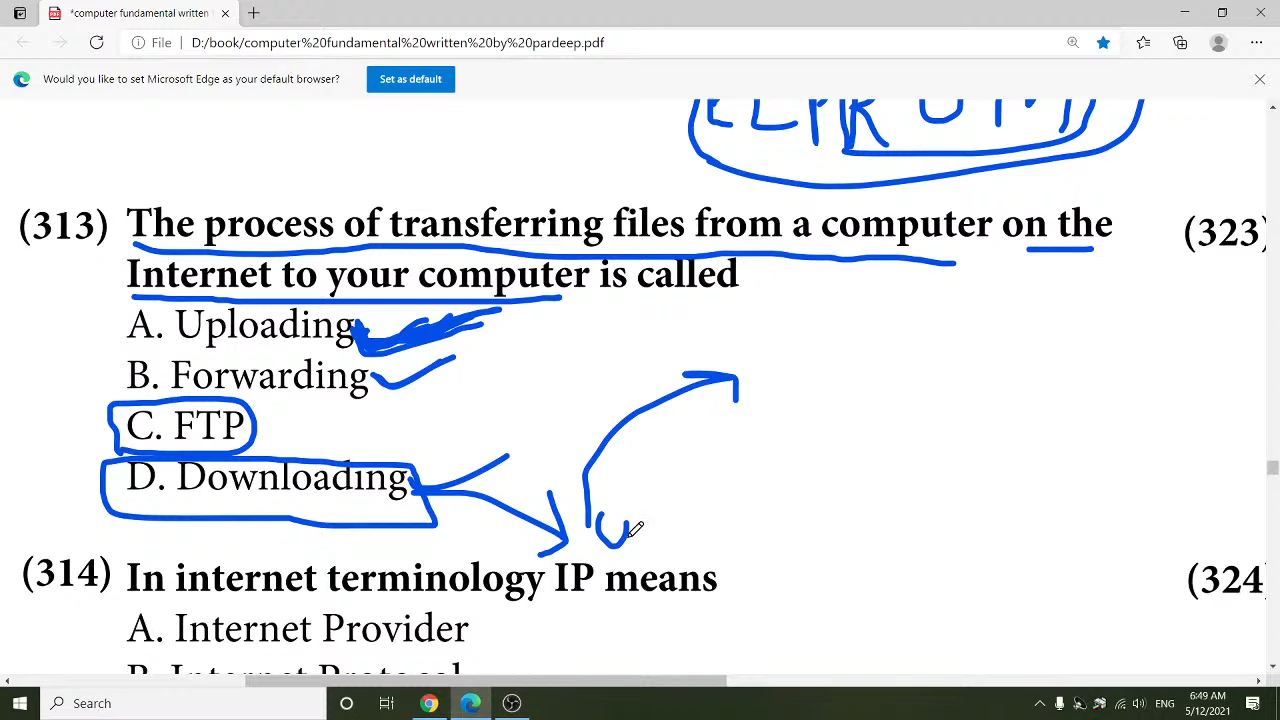 *computer fundamental written
File D:/book/computer%20fundamental%20written%20by%20pardeep.pdf
Would you like to set Microsoft Edge as your default browser? Set as default
(313) The process of transferring files from a computer on the (323)
Internet to your computer is called
A. Uploading
B. Forwarding
C. FTP
D. Downloading
(314) In internet terminology IP means (324)
A. Internet Provider
B. Internet Protocol
Search ENG 6:49 AM
5/12/2021